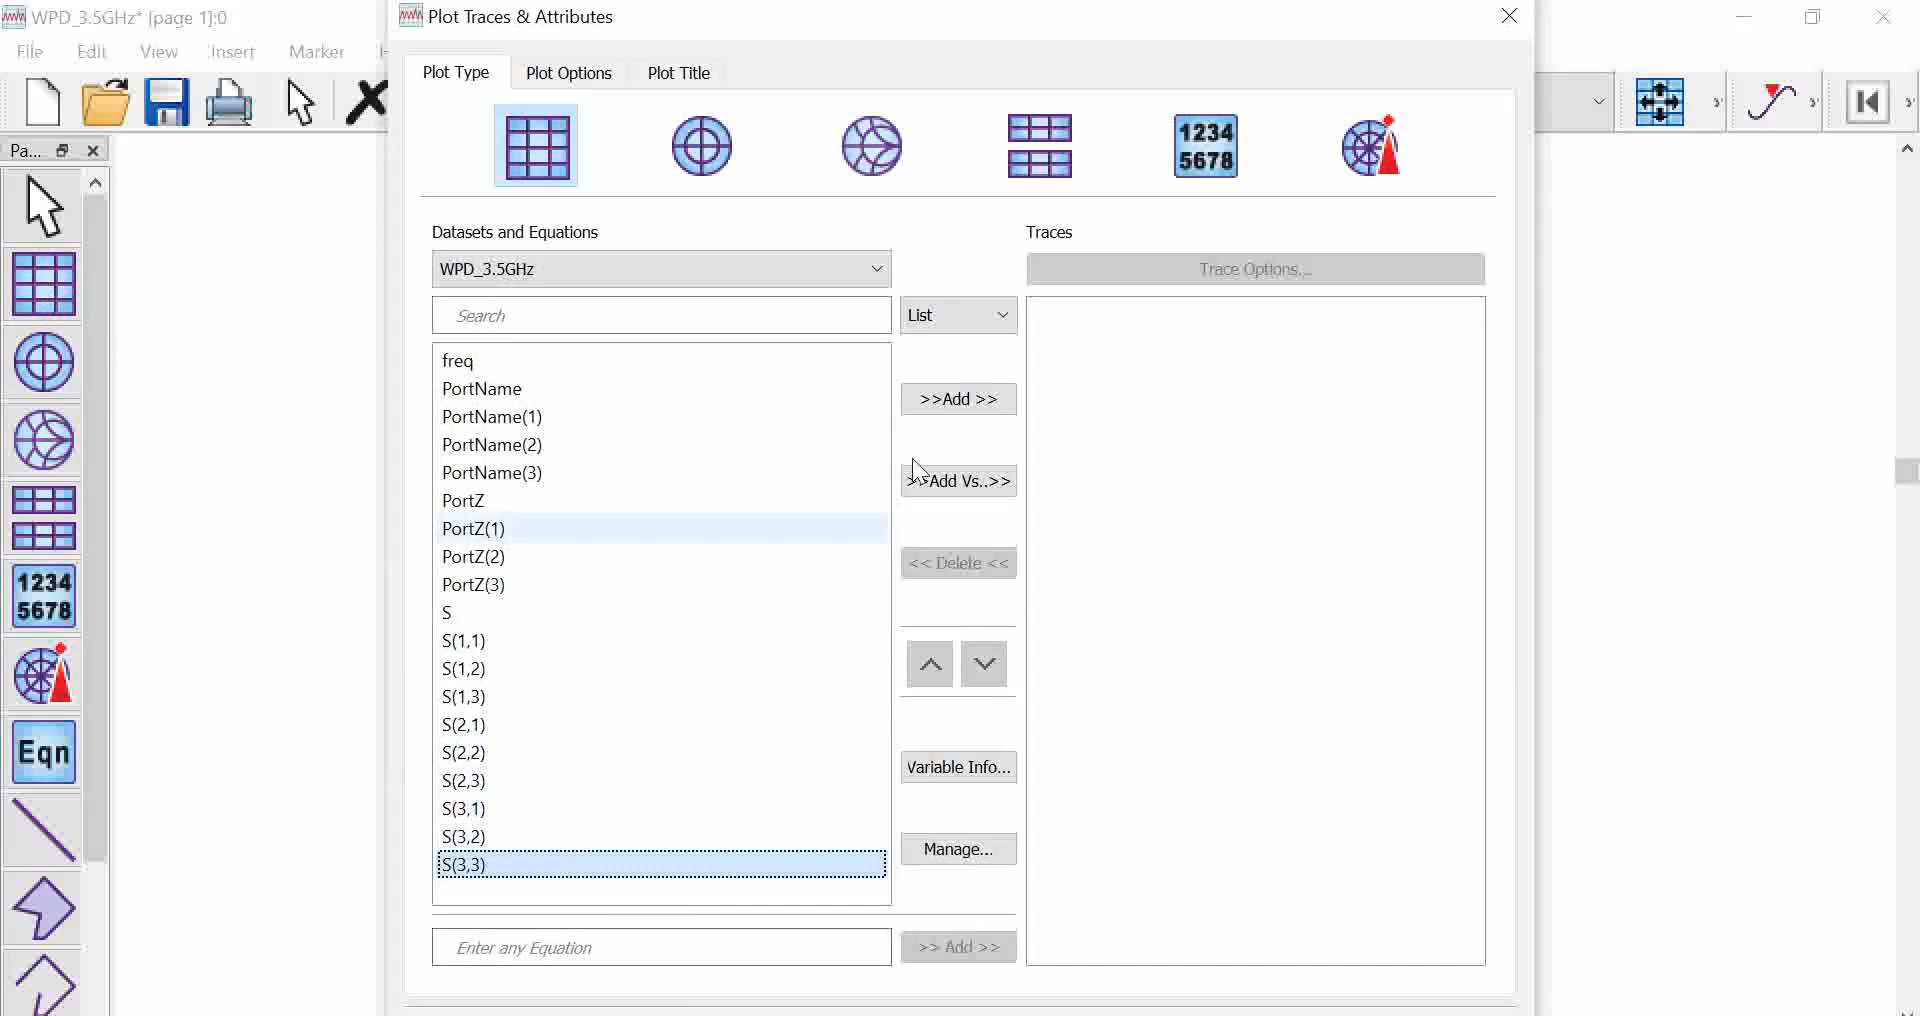 WPD_3.5GHz* [page 1]:0
File Edit View Insert Marker
Pa...
1234
5678
Eqn
Plot Traces & Attributes
Plot Type Plot Options Plot Title
1234
5678
Datasets and Equations
WPD_3.5GHz
Search
List
freq
PortName
PortName(1)
PortName(2)
PortName(3)
PortZ
PortZ(1)
PortZ(2)
PortZ(3)
S
S(1,1)
S(1,2)
S(1,3)
S(2,1)
S(2,2)
S(2,3)
S(3,1)
S(3,2)
S(3,3)
Enter any Equation
>>Add >>
>>Add Vs..>>
<< Delete <<
Variable Info...
Manage...
>> Add >>
Traces
Trace Options...